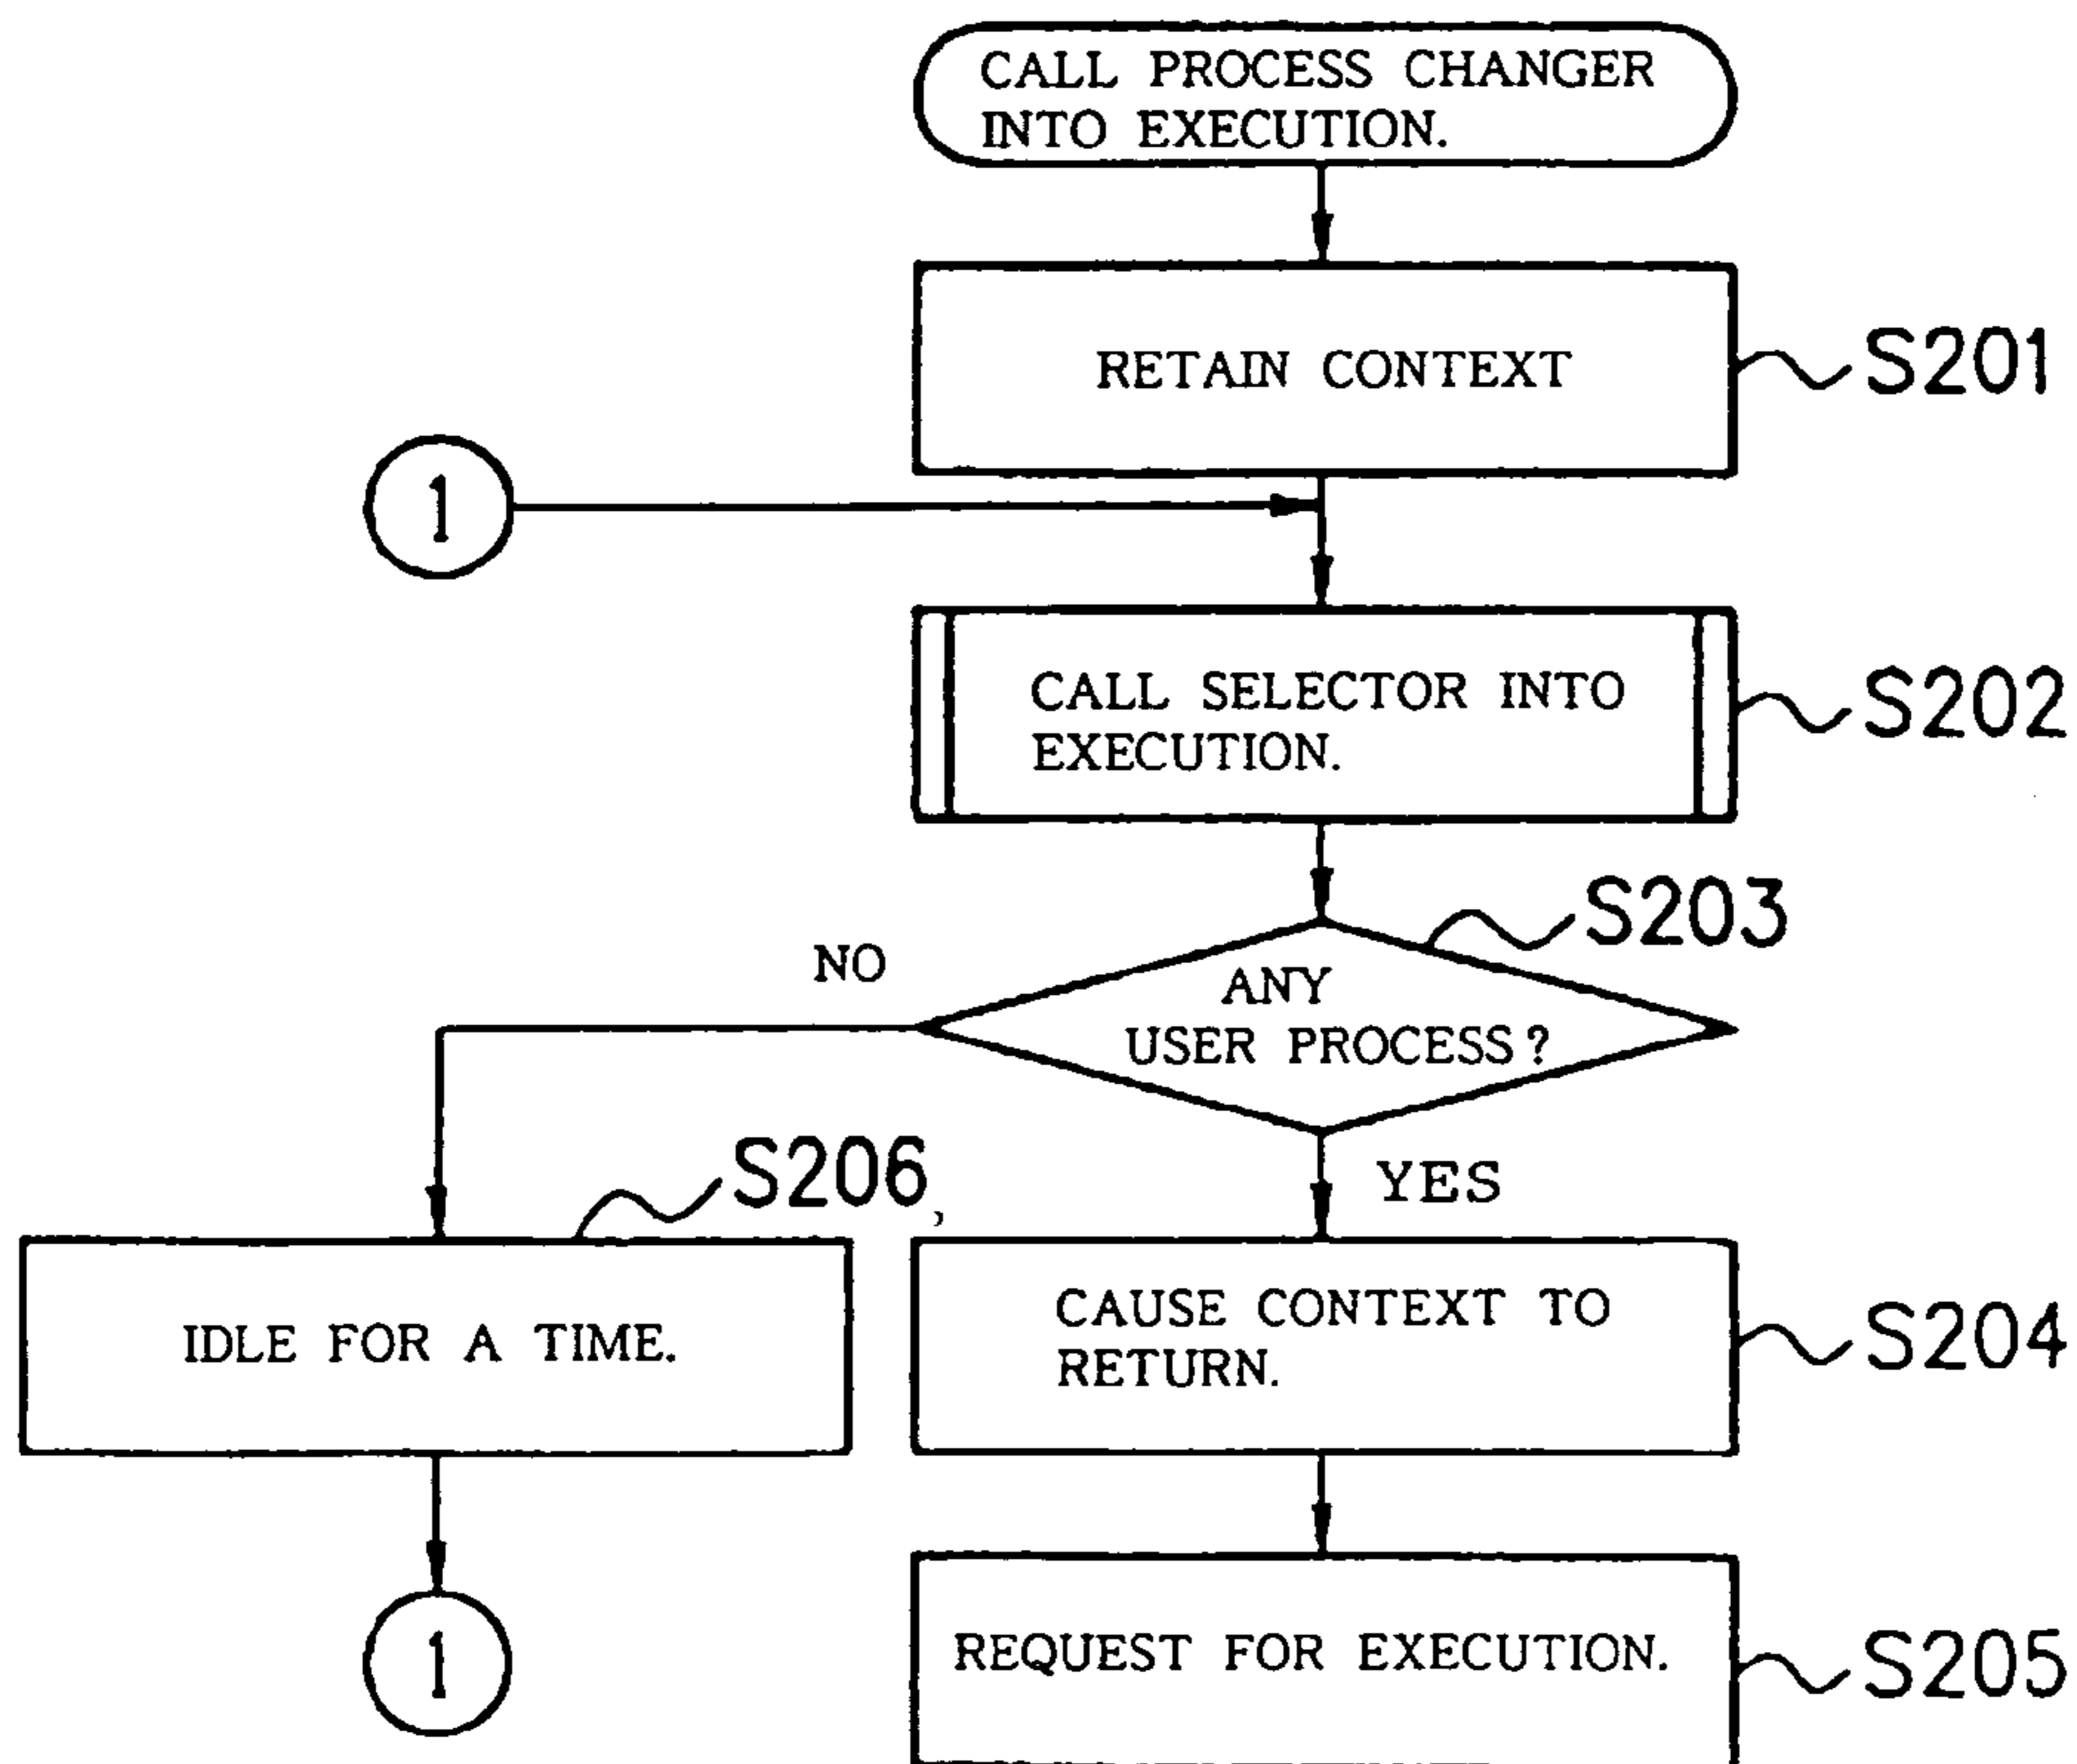 CALL PROCESS CHANGER
INTO EXECUTION.
RETAIN CONTEXT
S201
1
CALL SELECTOR INTO
EXECUTION.
S202
S203
NO
ANY
USER PROCESS?
YES
S206,
IDLE FOR A TIME.
CAUSE CONTEXT TO
RETURN.
S204
1
REQUEST FOR EXECUTION.
S205